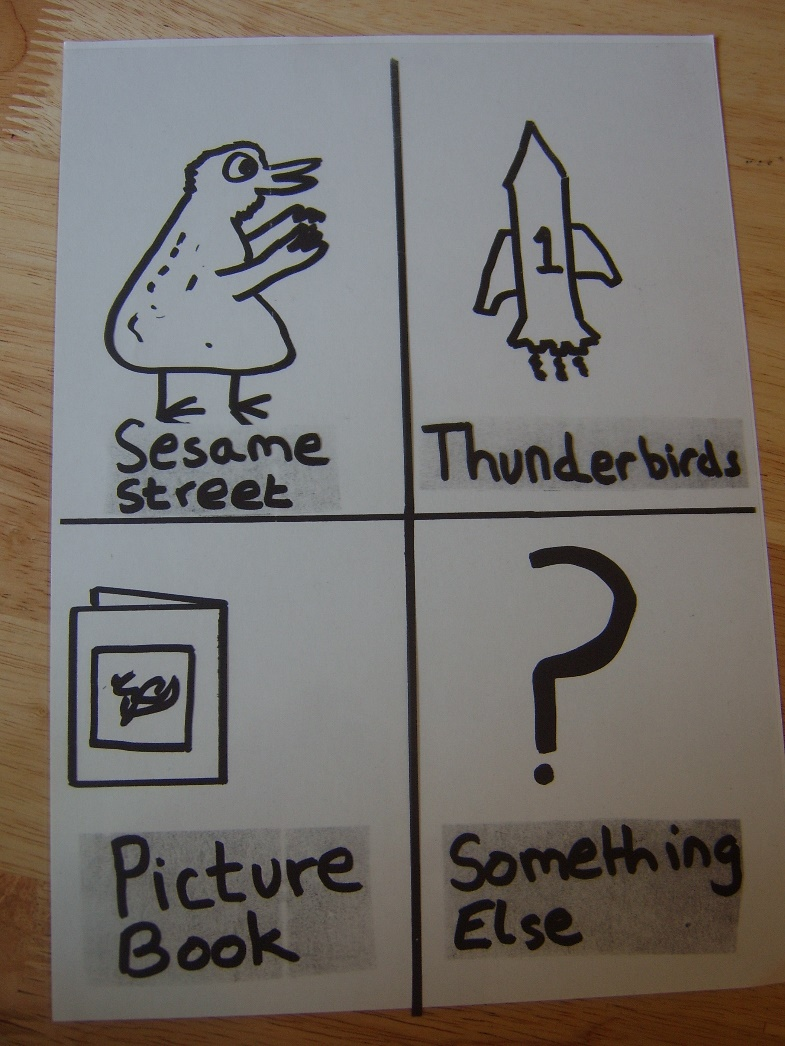 1
Sesame
street
Thunderbirds
?
Picture
Book
Something
Else